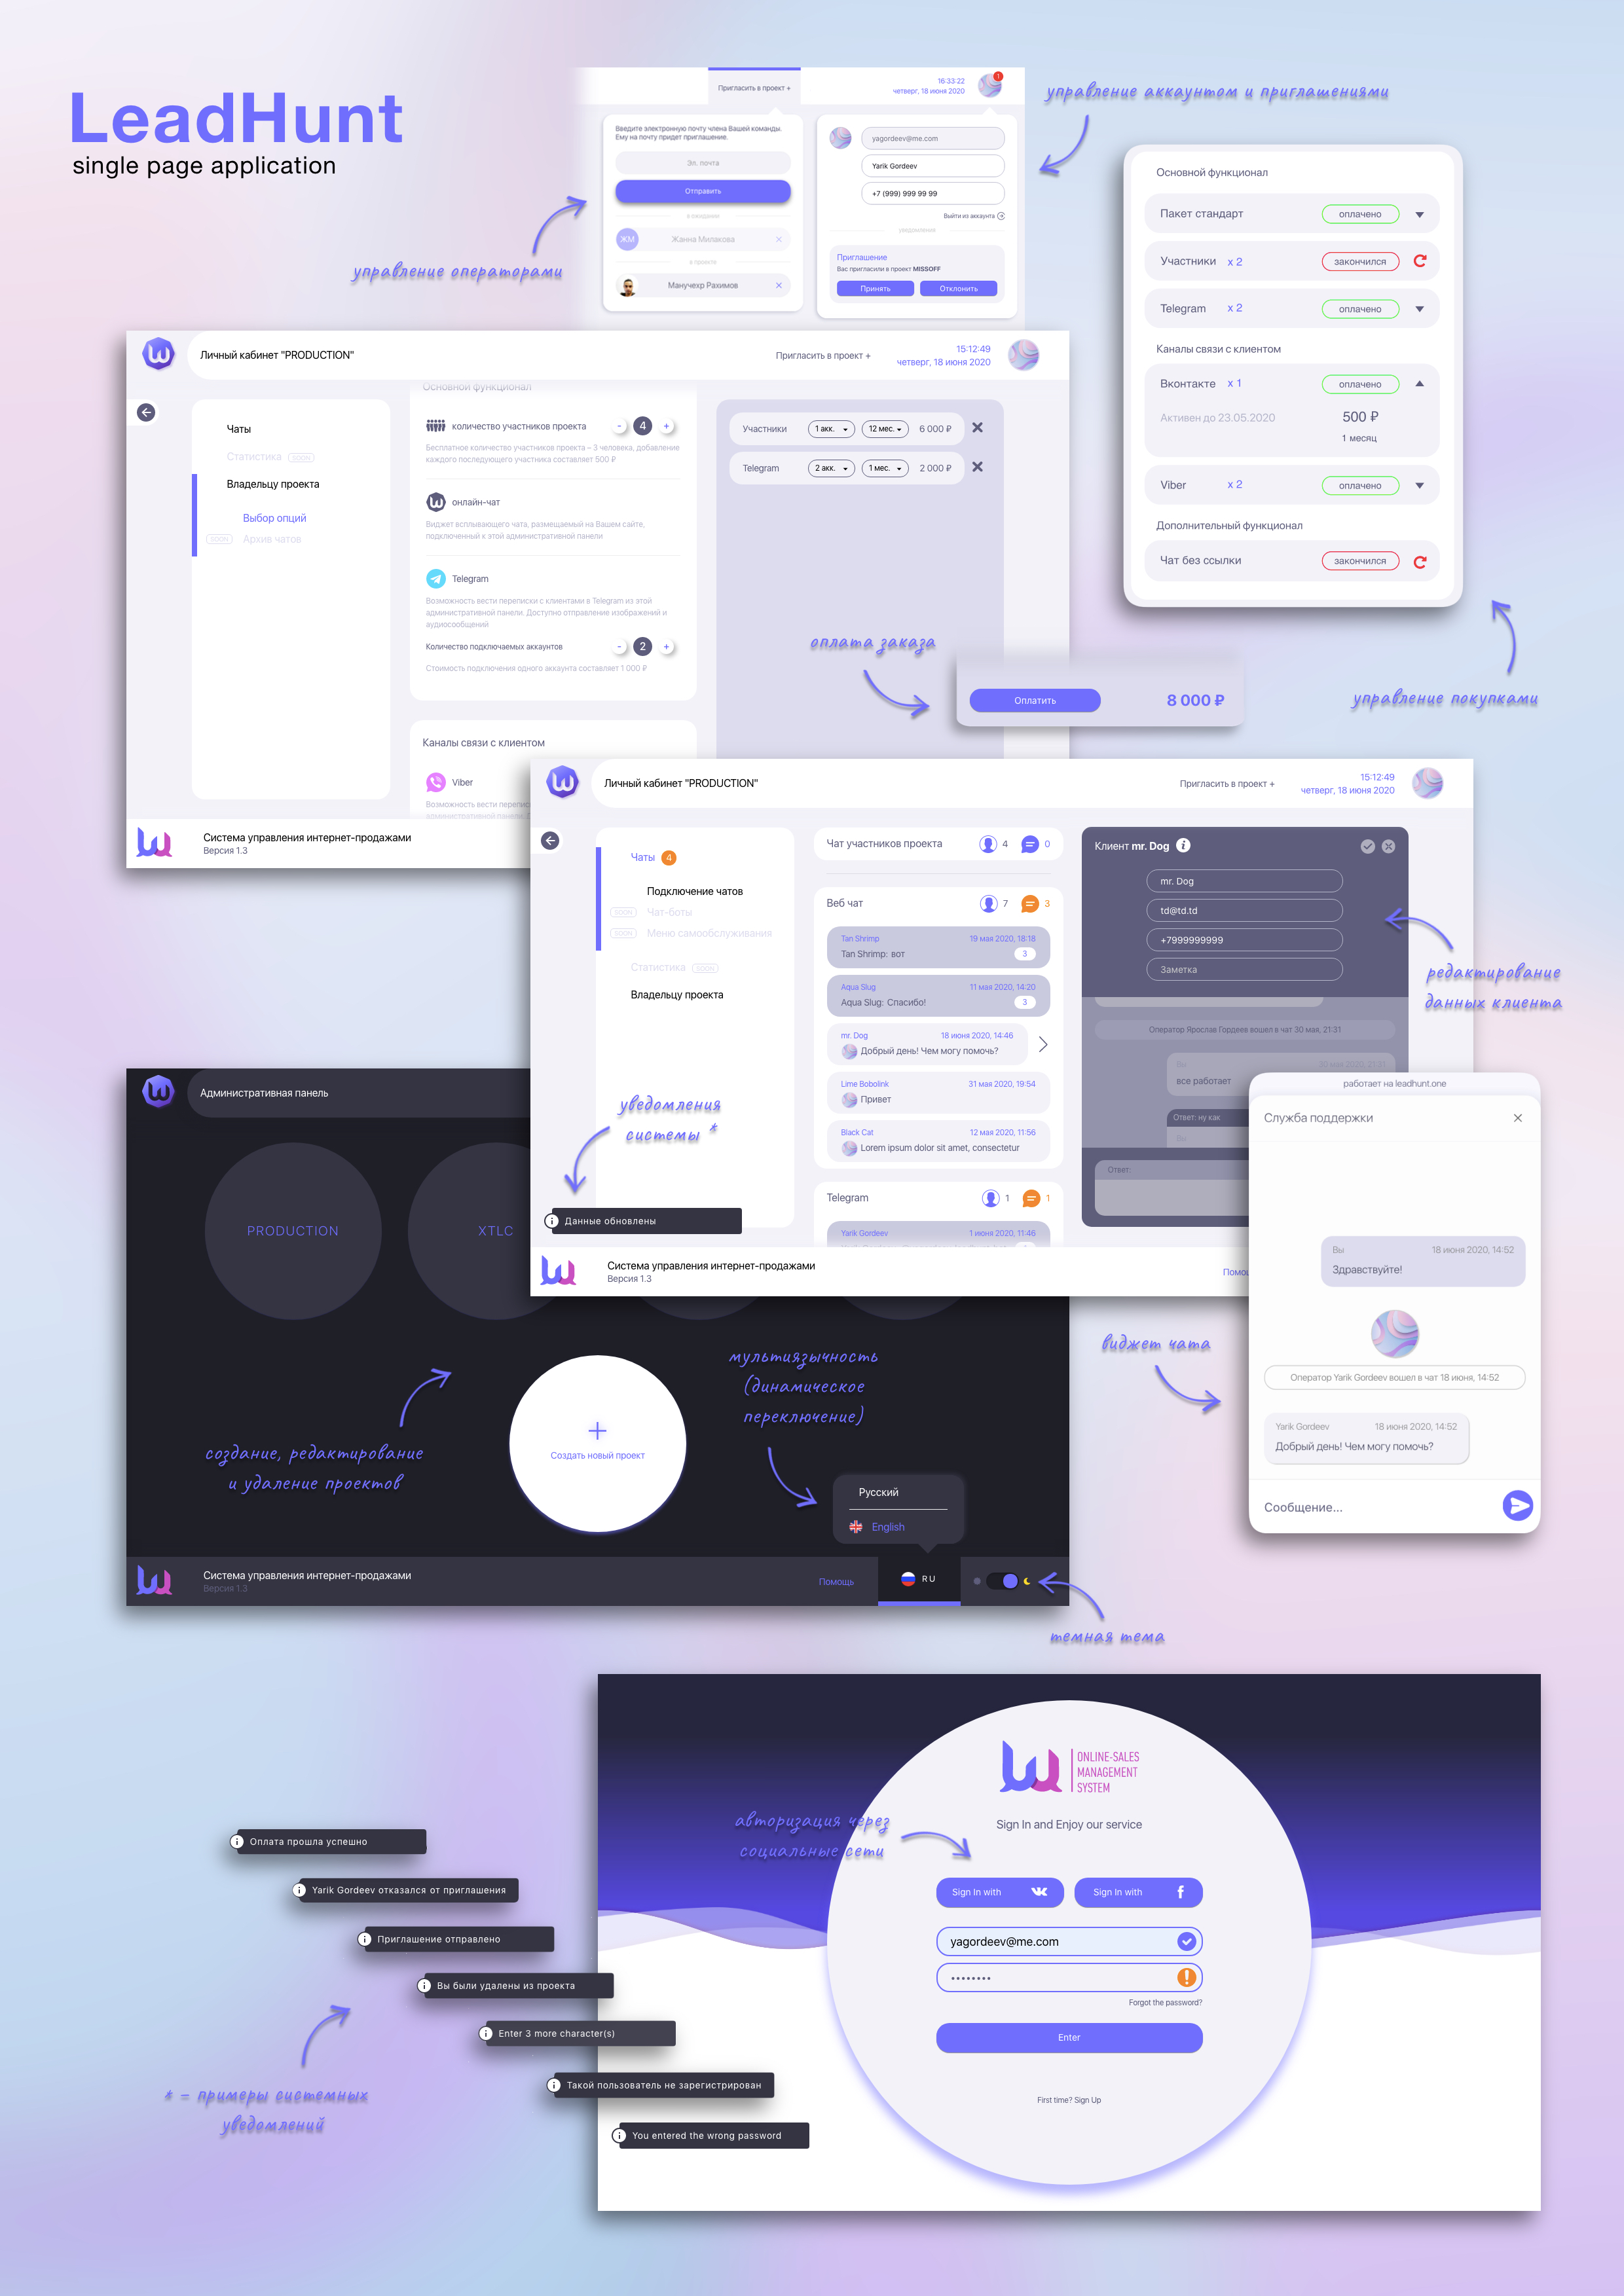 LeadHunt
single page application
Пригласить в проект +
16:33:22
четверг, 18 июня 2020
1
Введите электронную почту члена Вашей команды.
Ему на почту придет приглашение.
Эл. почта
Отправить
в ожидании
ЖМ
Жанна Милакова
в проекте
Манучехр Рахимов
yagordeev@me.com
Yarik Gordeev
+7 (999) 999 99 99
Выйти из аккаунта
уведомления
Приглашение
Вас пригласили в проект MISSOFF
Принять
Отклонить
управление аккаунтом и приглашениями
управление операторами
Основной функционал
Пакет стандарт
оплачено
Участники x 2
закончился
Telegram x 2
оплачено
Каналы связи с клиентом
Вконтакте x 1
оплачено
Активен до 23.05.2020
500 ₽
1 месяц
Viber x 2
оплачено
Дополнительный функционал
Чат без ссылки
закончился
управление покупками
Личный кабинет "PRODUCTION"
Пригласить в проект +
15:12:49
четверг, 18 июня 2020
Чаты
Статистика SOON
Владельцу проекта
Выбор опций
SOON Архив чатов
Основной функционал
количество участников проекта
- 4 +
Бесплатное количество участников проекта – 3 человека, добавление
каждого последующего участника составляет 500 ₽
онлайн-чат
Виджет всплывающего чата, размещаемый на Вашем сайте,
подключенный к этой административной панели
Telegram
Возможность вести переписки с клиентами в Telegram из этой
административной панели. Доступно отправление изображений и
аудиосообщений
Количество подключаемых аккаунтов
- 2 +
Стоимость подключения одного аккаунта составляет 1 000 ₽
Каналы связи с клиентом
Viber
Участники 1 акк. 12 мес. 6 000 ₽
Telegram 2 акк. 1 мес. 2 000 ₽
оплата заказа
Оплатить
8 000 ₽
Система управления интернет-продажами
Версия 1.3
Личный кабинет "PRODUCTION"
Пригласить в проект +
15:12:49
четверг, 18 июня 2020
Чаты 4
Подключение чатов
SOON Чат-боты
SOON Меню самообслуживания
Статистика SOON
Владельцу проекта
Чат участников проекта 4 0
Веб чат 7 3
Tan Shrimp 19 мая 2020, 18:18
Tan Shrimp: вот 3
Aqua Slug 11 мая 2020, 14:20
Aqua Slug: Спасибо! 3
mr. Dog 18 июня 2020, 14:46
Добрый день! Чем могу помочь?
Lime Bobolink 31 мая 2020, 19:54
Привет
Black Cat 12 мая 2020, 11:56
Lorem ipsum dolor sit amet, consectetur
Telegram 1 1
Yarik Gordeev 1 июня 2020, 11:46
Клиент mr. Dog
mr. Dog
td@td.td
+7999999999
Заметка
Оператор Ярослав Гордеев вошел в чат 30 мая, 21:31
Вы
все работает
Ответ: ну как
Вы
Ответ:
редактирование
данных клиента
уведомления
системы *
Данные обновлены
Система управления интернет-продажами
Версия 1.3
работает на leadhunt.one
Служба поддержки
Вы 18 июня 2020, 14:52
Здравствуйте!
Оператор Yarik Gordeev вошел в чат 18 июня, 14:52
Yarik Gordeev 18 июня 2020, 14:52
Добрый день! Чем могу помочь?
Сообщение...
виджет чата
Административная панель
PRODUCTION
XTLC
Создать новый проект
создание, редактирование
и удаление проектов
мультиязычность
(динамическое
переключение)
Русский
English
Система управления интернет-продажами
Версия 1.3
Помощь
RU
темная тема
ONLINE-SALES
MANAGEMENT
SYSTEM
Sign In and Enjoy our service
авторизация через
социальные сети
Sign In with
Sign In with
yagordeev@me.com
Forgot the password?
Enter
First time? Sign Up
Оплата прошла успешно
Yarik Gordeev отказался от приглашения
Приглашение отправлено
Вы были удалены из проекта
Enter 3 more character(s)
Такой пользователь не зарегистрирован
You entered the wrong password
* – примеры системных
уведомлений